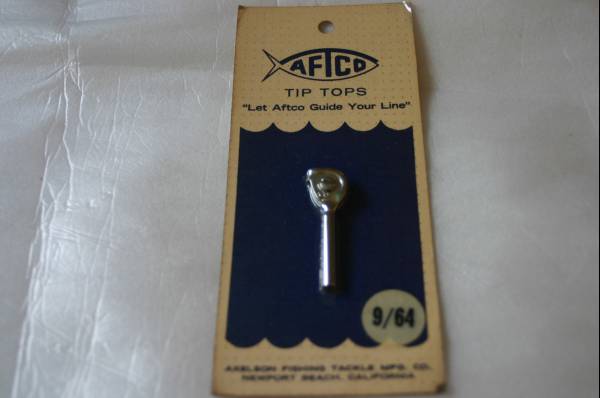 AFTCO
TIP TOPS
"Let Aftco Guide Your Line"
9/64
AXELSON FISHING TACKLE MFG. CO.
NEWPORT BEACH, CALIFORNIA